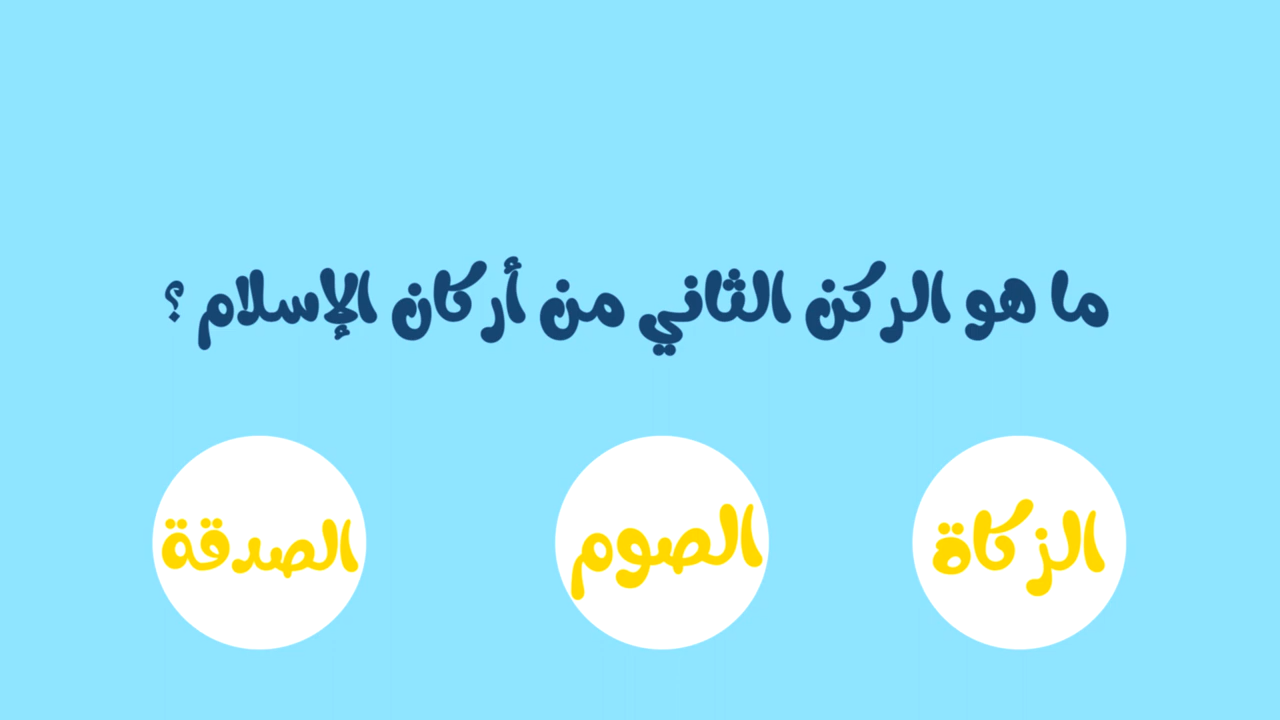 ما هو الركن الثاني من أركان الإسلام ؟
الزكاة
الصوم
الصدقة